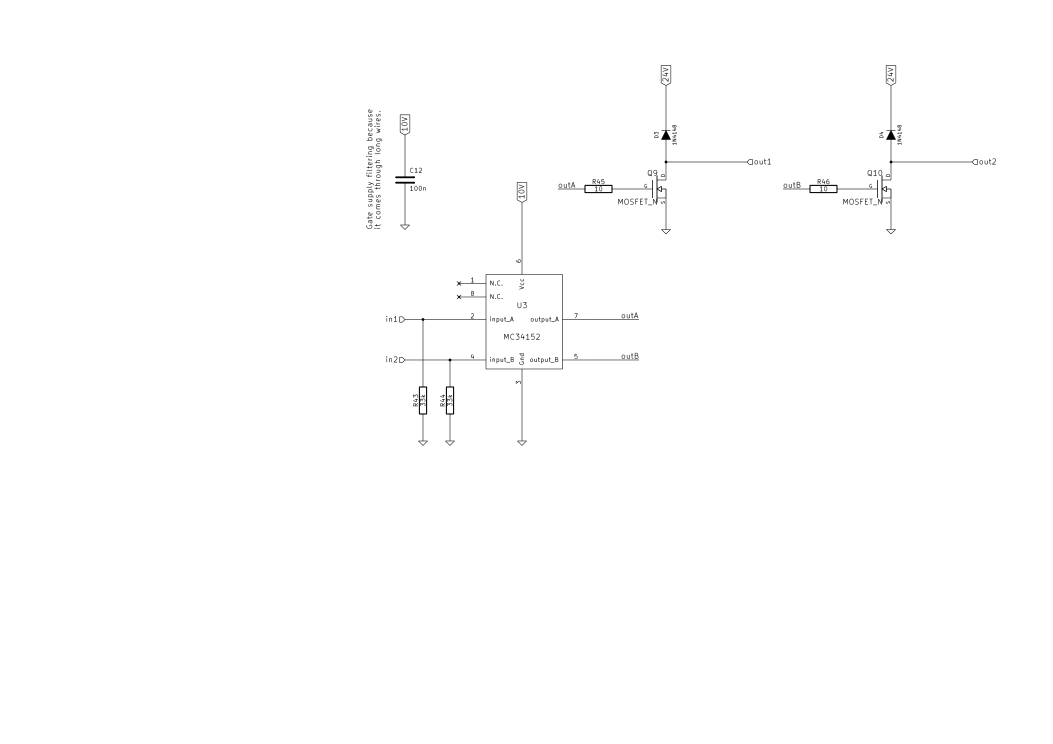 24V
24V
Gate supply filtering because
it comes through long wires.
10V
C12
100n
D3
1N4148
D4
1N4148
out1
out2
10V
Q9
D
G
S
MOSFET_N
outA
R45
10
Q10
D
G
S
MOSFET_N
outB
R46
10
6
Vcc
1
N.C.
8
N.C.
U3
in1
2
input_A
output_A
7
outA
MC34152
in2
4
input_B
Gnd
output_B
5
outB
3
R43
33k
R44
33k